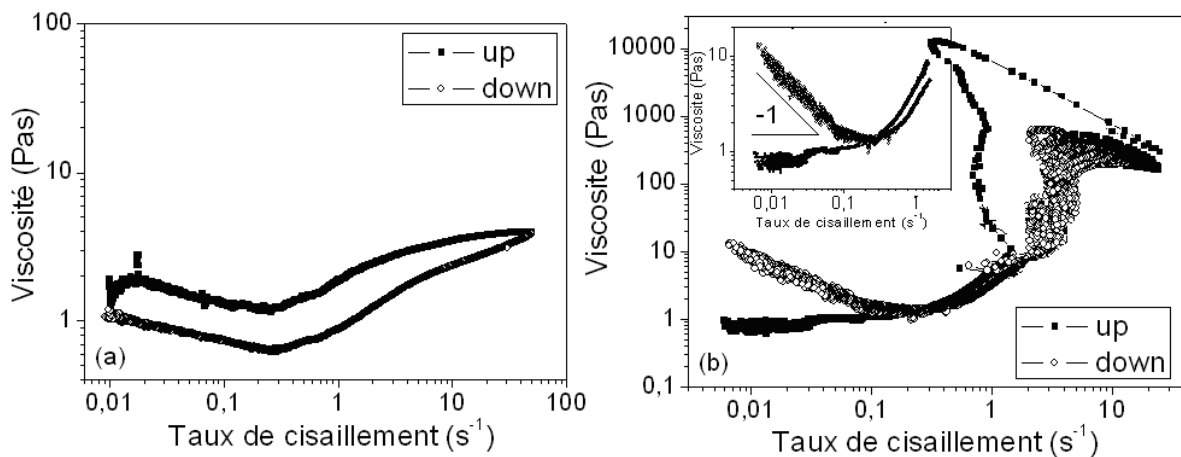 100
10
1
0,01
0,1
1
10
100
Viscosité (Pas)
Taux de cisaillement (s-1)
up
down
(a)
10000
1000
100
10
1
0,1
0,01
0,1
1
10
Viscosite (Pas)
Taux de cisaillement (s-1)
up
down
(b)
10
1
0,01
0,1
1
Viscosite (Pas)
Taux de cisaillement (s-1)
-1